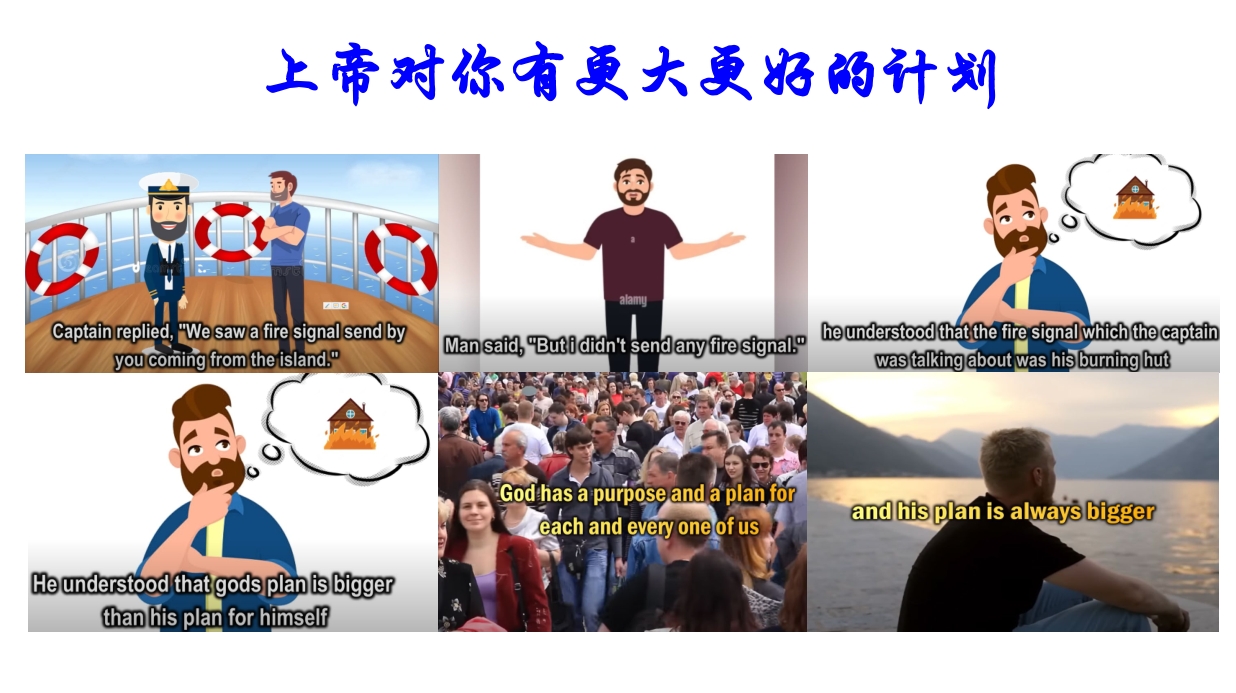 上帝对你有更大更好的计划
Captain replied, "We saw a fire signal send by
you coming from the island."
a
alamy
Man said, "But i didn't send any fire signal."
he understood that the fire signal which the captain
was talking about was his burning hut
He understood that gods plan is bigger
than his plan for himself
God has a purpose and a plan for
each and every one of us
and his plan is always bigger